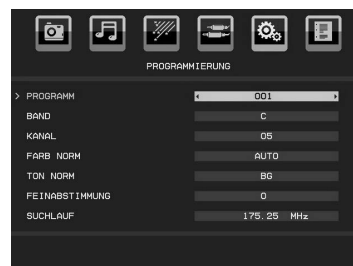 PROGRAMMIERUNG
> PROGRAMM 001
BAND C
KANAL 05
FARB NORM AUTO
TON NORM BG
FEINABSTIMMUNG 0
SUCHLAUF 175.25 MHz